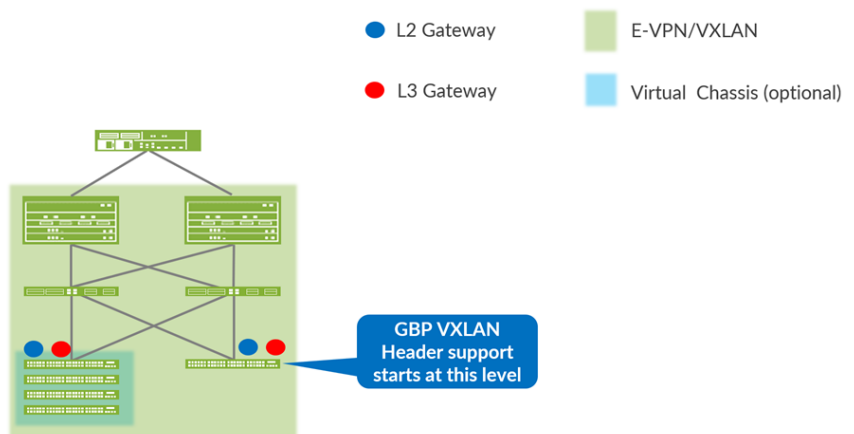 L2 Gateway
E-VPN/VXLAN
L3 Gateway
Virtual Chassis (optional)
GBP VXLAN
Header support
starts at this level